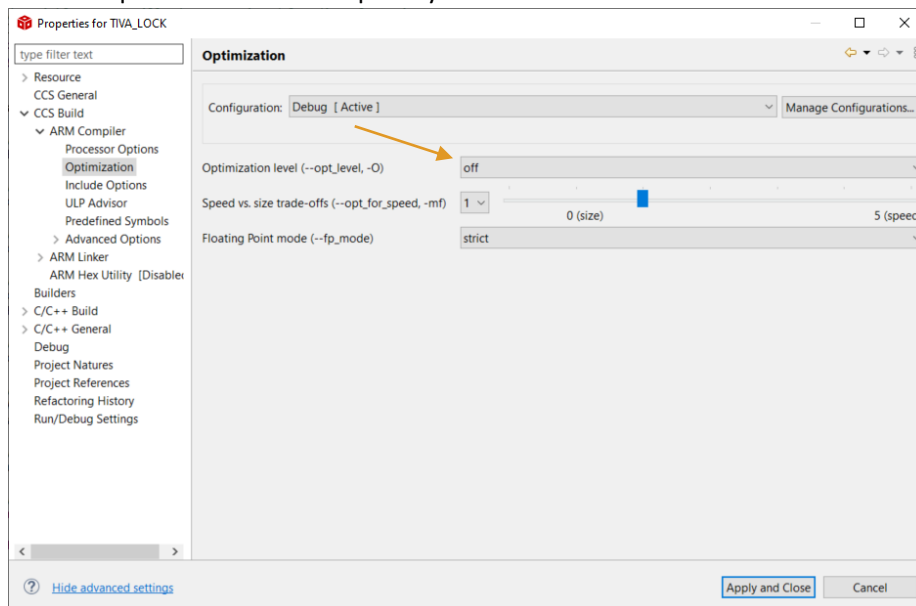 Properties for TIVA_LOCK
type filter text
Optimization
Resource
CCS General
CCS Build
ARM Compiler
Processor Options
Optimization
Include Options
ULP Advisor
Predefined Symbols
Advanced Options
ARM Linker
ARM Hex Utility [Disabled
Builders
C/C++ Build
C/C++ General
Debug
Project Natures
Project References
Refactoring History
Run/Debug Settings
Configuration: Debug [ Active ]
Manage Configurations...
Optimization level (--opt_level, -O) off
Speed vs. size trade-offs (--opt_for_speed, -mf) 1
0 (size) 5 (speed
Floating Point mode (--fp_mode) strict
Hide advanced settings
Apply and Close
Cancel